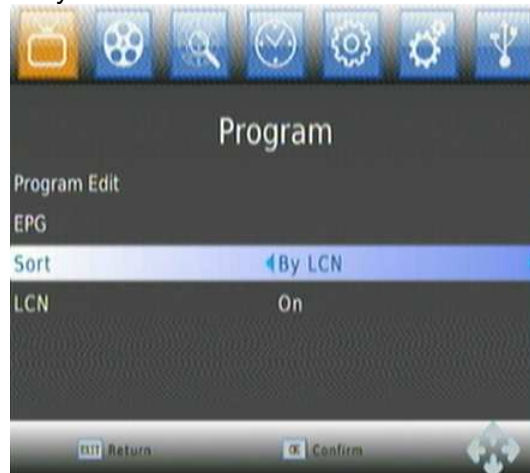 Program
Program Edit
EPG
Sort By LCN
LCN On
EXIT Return OK Confirm